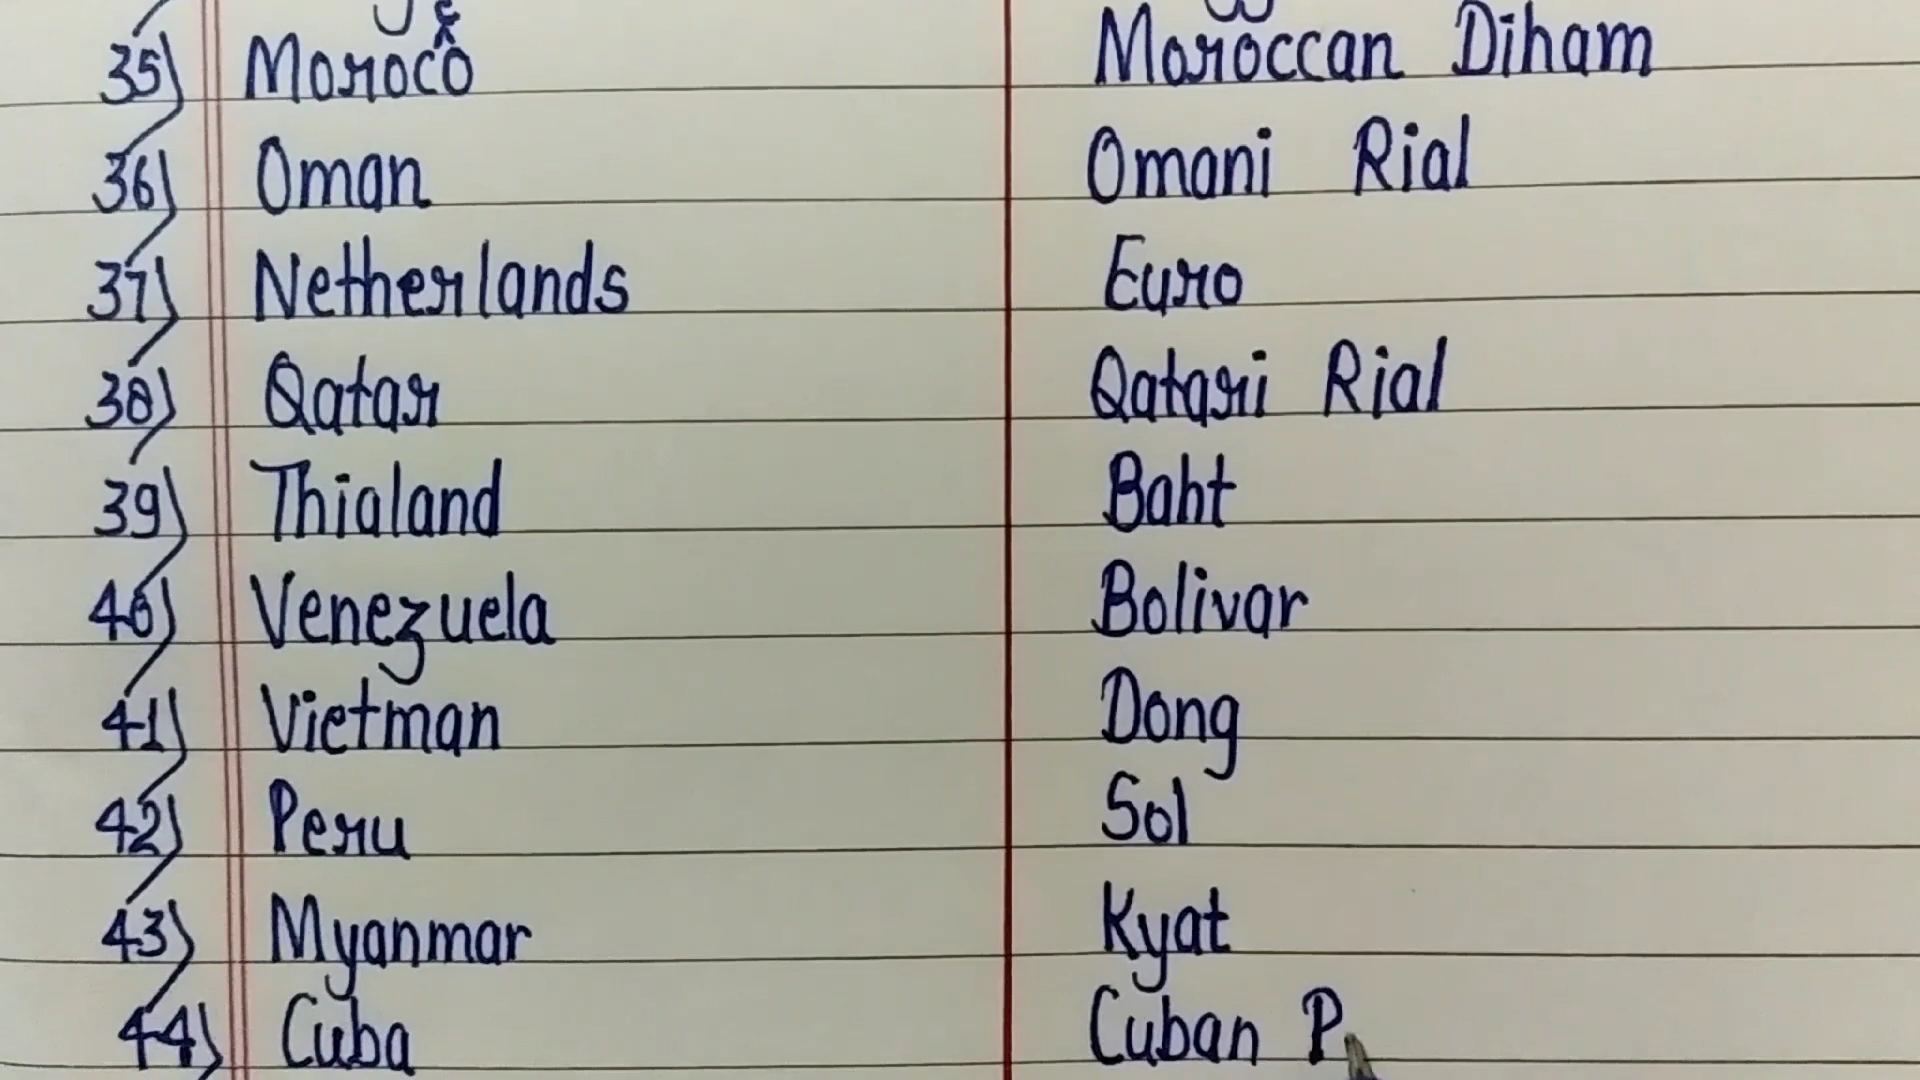 35) Morocco Moroccan Diham
36) Oman Omani Rial
37) Netherlands Euro
38) Qatar Qatari Rial
39) Thialand Baht
40) Venezuela Bolivar
41) Vietman Dong
42) Peru Sol
43) Myanmar Kyat
44) Cuba Cuban P